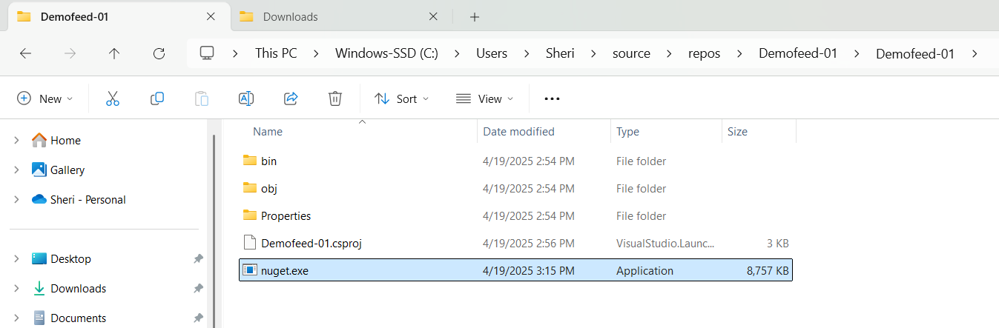 Demofeed-01
Downloads
This PC > Windows-SSD (C:) > Users > Sheri > source > repos > Demofeed-01 > Demofeed-01 >
New Sort View
Name Date modified Type Size
Home
Gallery
Sheri - Personal
Desktop
Downloads
Documents
bin 4/19/2025 2:54 PM File folder
obj 4/19/2025 2:54 PM File folder
Properties 4/19/2025 2:54 PM File folder
Demofeed-01.csproj 4/19/2025 2:56 PM VisualStudio.Launc... 3 KB
nuget.exe 4/19/2025 3:15 PM Application 8,757 KB